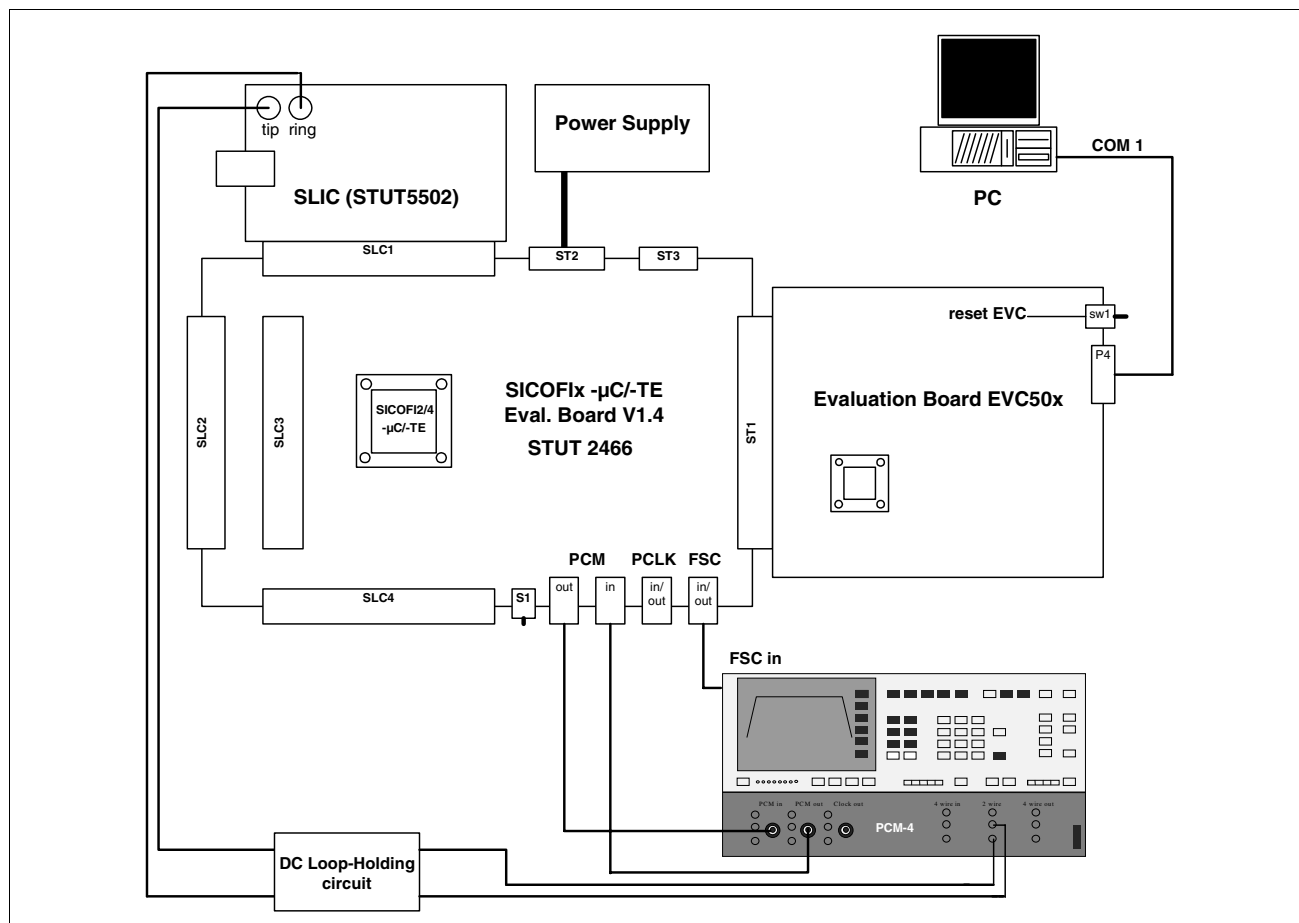 tip ring
SLIC (STUT5502)
Power Supply
COM 1
PC
SLC1
ST2
ST3
reset EVC
sw1
P4
SLC2
SLC3
SICOFI2/4
-µC/-TE
SICOFIx -µC/-TE
Eval. Board V1.4
STUT 2466
ST1
Evaluation Board EVC50x
PCM PCLK FSC
SLC4
S1
out
in
in/
out
in/
out
FSC in
PCM in PCM out Clock out
4 wire in 2 wire 4 wire out
PCM-4
DC Loop-Holding
circuit